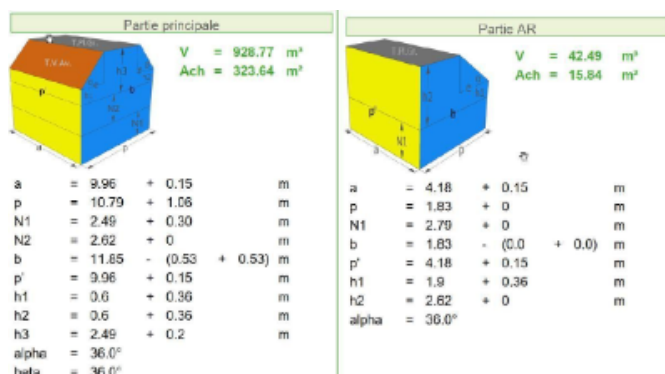 Partie principale
V = 928.77 m³
Ach = 323.64 m²
a = 9.96 + 0.15 m
p = 10.79 + 1.06 m
N1 = 2.49 + 0.30 m
N2 = 2.62 + 0 m
b = 11.85 - (0.53 + 0.53) m
p' = 9.96 + 0.15 m
h1 = 0.6 + 0.36 m
h2 = 0.6 + 0.36 m
h3 = 2.49 + 0.2 m
alpha = 36.0°
beta = 36.0°
Partie AR
V = 42.49 m³
Ach = 15.84 m²
a = 4.18 + 0.15 m
p = 1.83 + 0 m
N1 = 2.79 + 0 m
b = 1.83 - (0.0 + 0.0) m
p' = 4.18 + 0.15 m
h1 = 1.9 + 0.36 m
h2 = 2.62 + 0 m
alpha = 36.0°